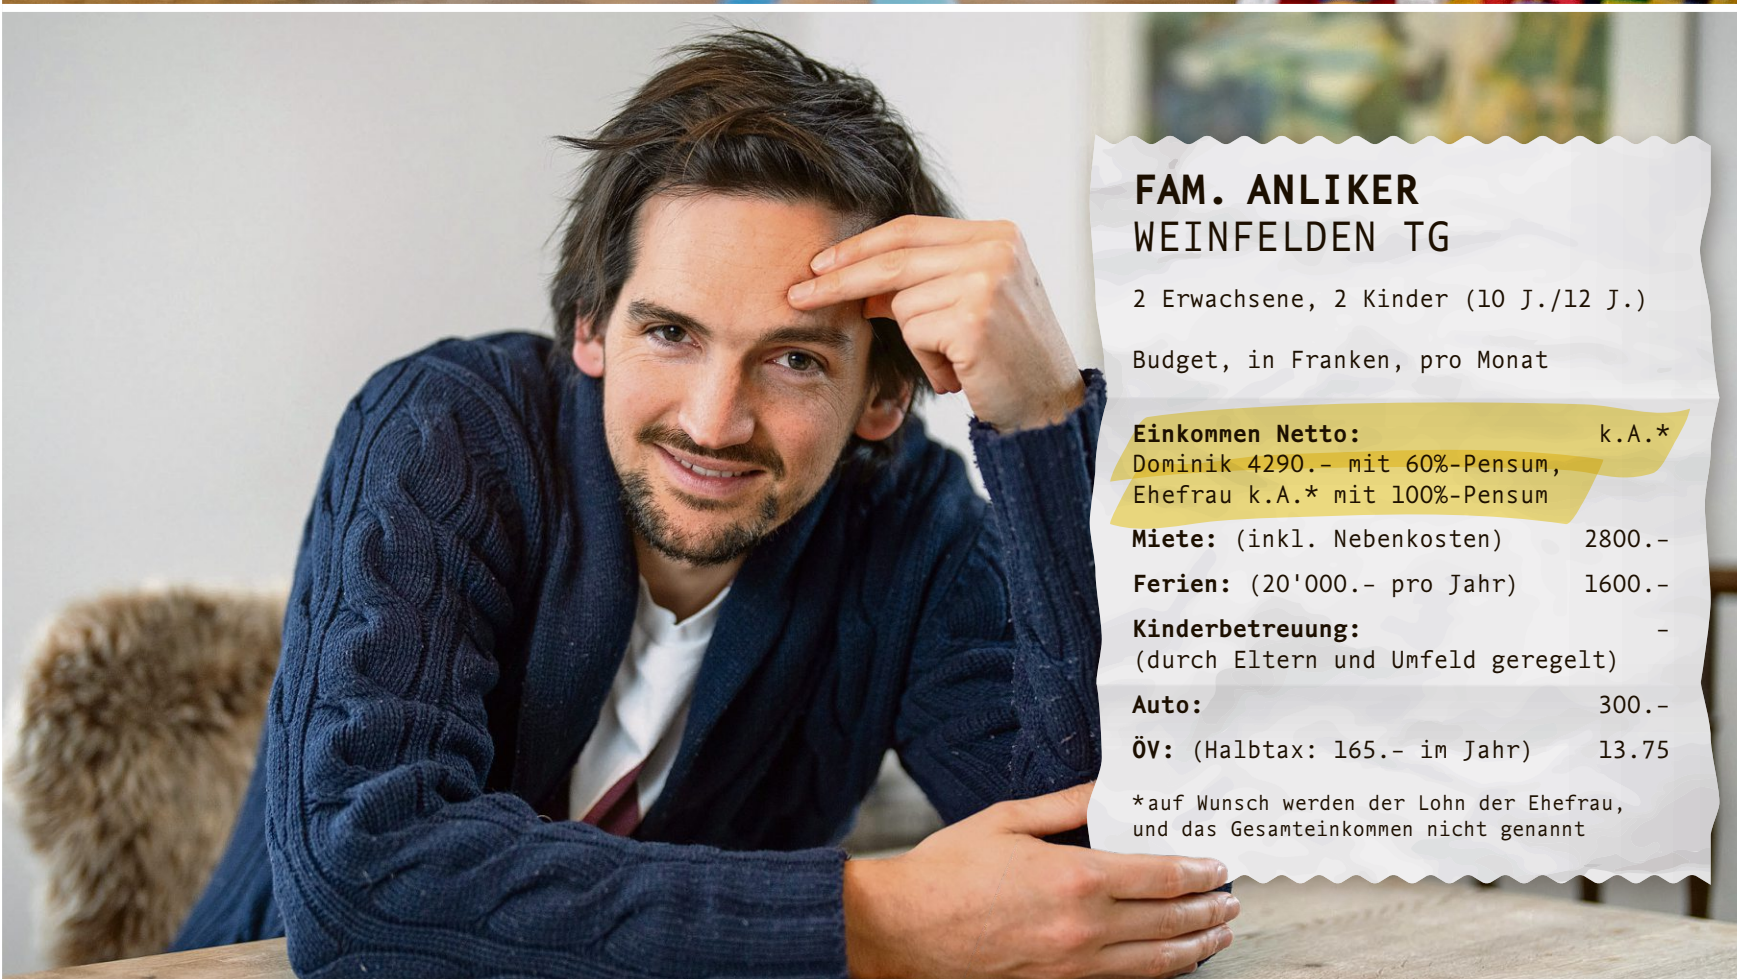 FAM. ANLIKER
WEINFELDEN TG
2 Erwachsene, 2 Kinder (10 J./12 J.)
Budget, in Franken, pro Monat
Einkommen Netto: k.A.*
Dominik 4290.– mit 60%-Pensum,
Ehefrau k.A.* mit 100%-Pensum
Miete: (inkl. Nebenkosten) 2800.–
Ferien: (20'000.– pro Jahr) 1600.–
Kinderbetreuung: –
(durch Eltern und Umfeld geregelt)
Auto: 300.–
ÖV: (Halbtax: 165.– im Jahr) 13.75
*auf Wunsch werden der Lohn der Ehefrau,
und das Gesamteinkommen nicht genannt